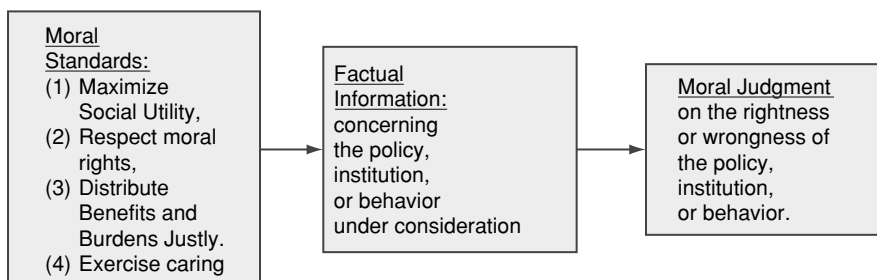 Moral
Standards:
(1) Maximize
Social Utility,
(2) Respect moral
rights,
(3) Distribute
Benefits and
Burdens Justly.
(4) Exercise caring
Factual
Information:
concerning
the policy,
institution,
or behavior
under consideration
Moral Judgment
on the rightness
or wrongness of
the policy,
institution,
or behavior.